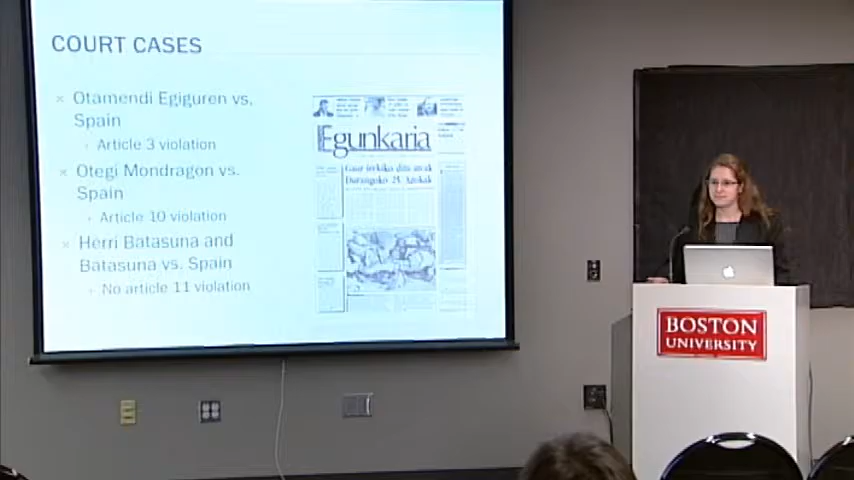 COURT CASES
Otamendi Egiguren vs.
Spain
Article 3 violation
Otegi Mondragon vs.
Spain
Article 10 violation
Herri Batasuna and
Batasuna vs. Spain
No article 11 violation
Egunkaria
BOSTON
UNIVERSITY